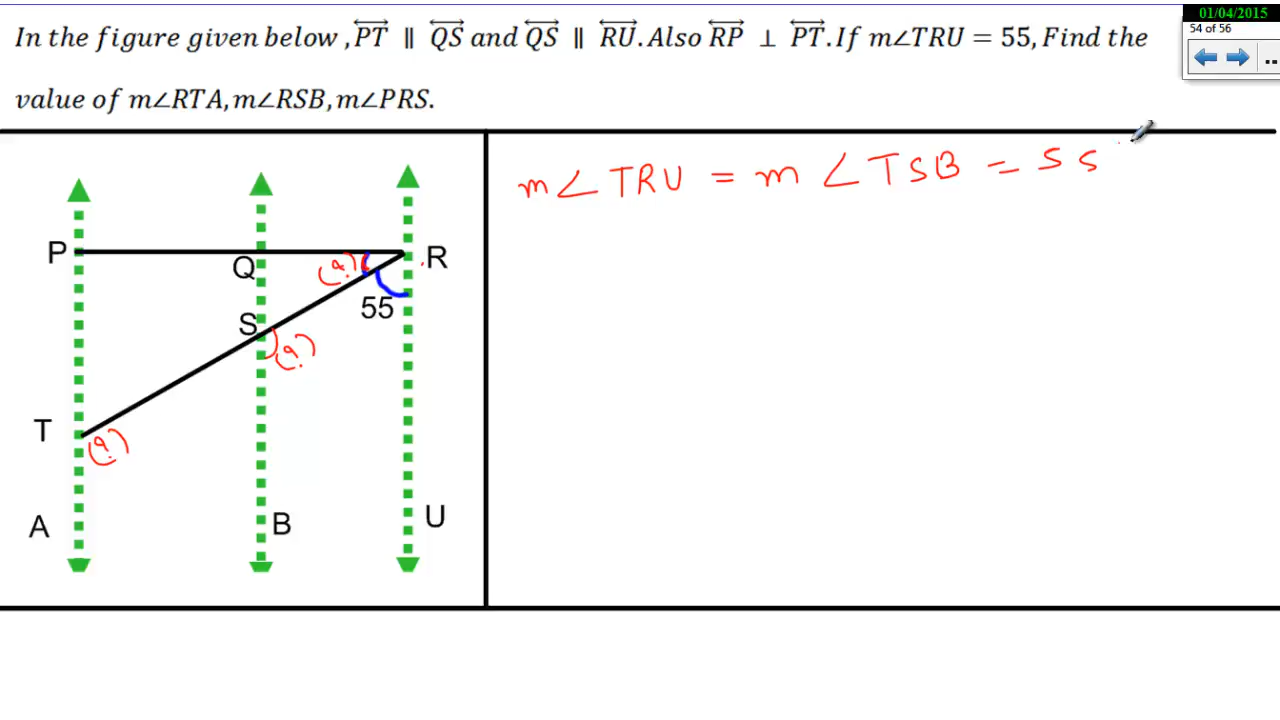 01/04/2015
54 of 56
In the figure given below ,PT ∥ QS and QS ∥ RU.Also RP ⊥ PT.If m∠TRU = 55,Find the
value of m∠RTA,m∠RSB,m∠PRS.
m∠TRU = m∠TSB = 55
P
Q
R
(?)
55
S
(?)
T
(?)
A
B
U